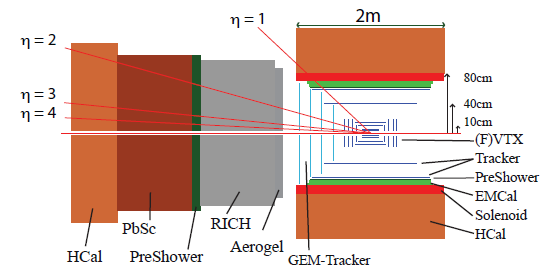 η = 1
2m
η = 2
80cm
η = 3
40cm
η = 4
10cm
(F)VTX
Tracker
PreShower
EMCal
Solenoid
HCal
PbSc
RICH
Aerogel
HCal
PreShower
GEM-Tracker